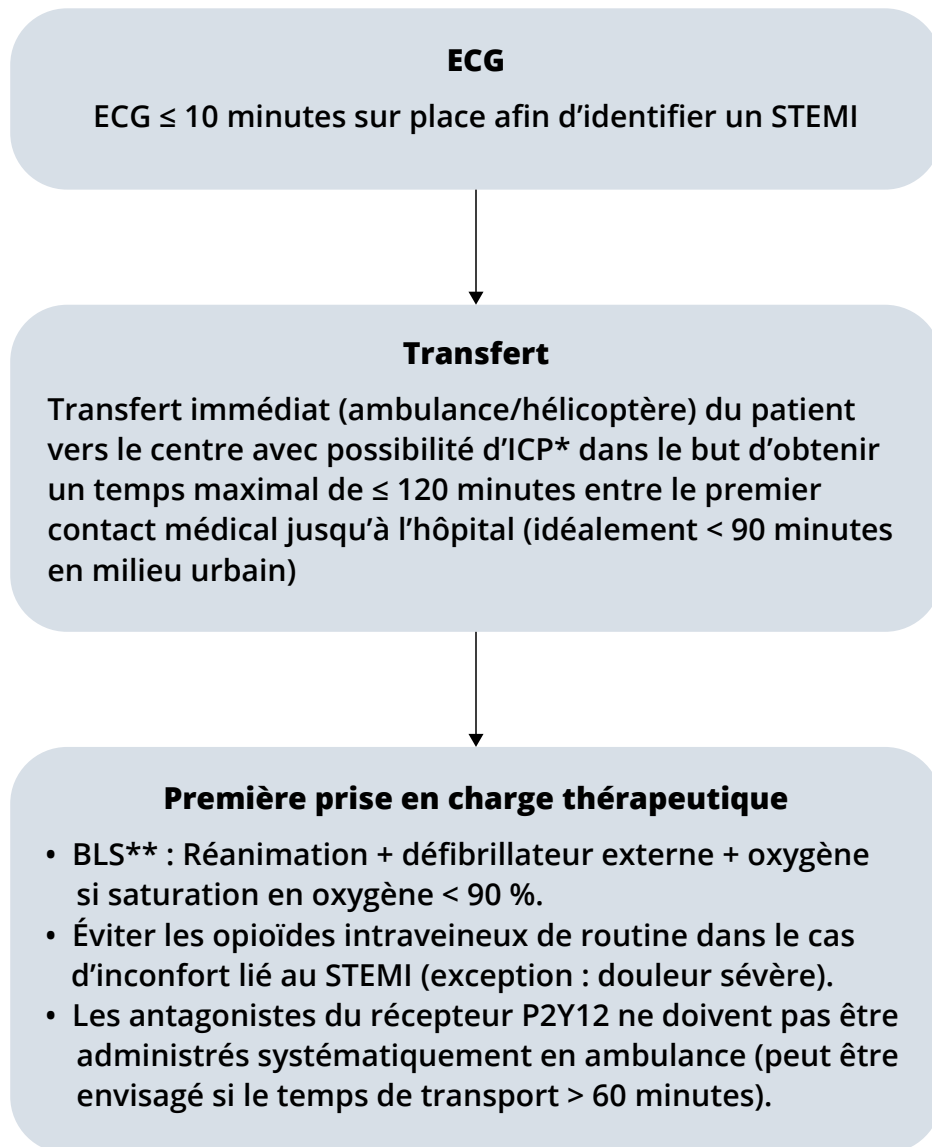 ECG
ECG ≤ 10 minutes sur place afin d’identifier un STEMI
Transfert
Transfert immédiat (ambulance/hélicoptère) du patient
vers le centre avec possibilité d’ICP* dans le but d’obtenir
un temps maximal de ≤ 120 minutes entre le premier
contact médical jusqu’à l’hôpital (idéalement < 90 minutes
en milieu urbain)
Première prise en charge thérapeutique
• BLS** : Réanimation + défibrillateur externe + oxygène
si saturation en oxygène < 90 %.
• Éviter les opioïdes intraveineux de routine dans le cas
d’inconfort lié au STEMI (exception : douleur sévère).
• Les antagonistes du récepteur P2Y12 ne doivent pas être
administrés systématiquement en ambulance (peut être
envisagé si le temps de transport > 60 minutes).